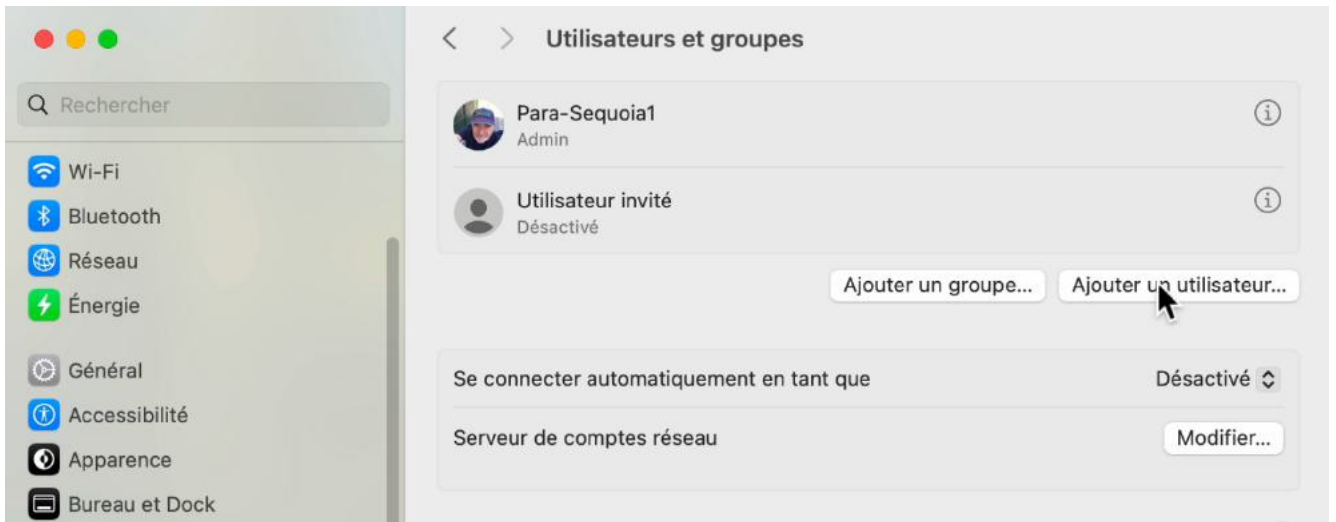 Utilisateurs et groupes
Rechercher
Wi-Fi
Bluetooth
Réseau
Énergie
Général
Accessibilité
Apparence
Bureau et Dock
Para-Sequoia1
Admin
Utilisateur invité
Désactivé
Ajouter un groupe... Ajouter un utilisateur...
Se connecter automatiquement en tant que Désactivé
Serveur de comptes réseau Modifier...